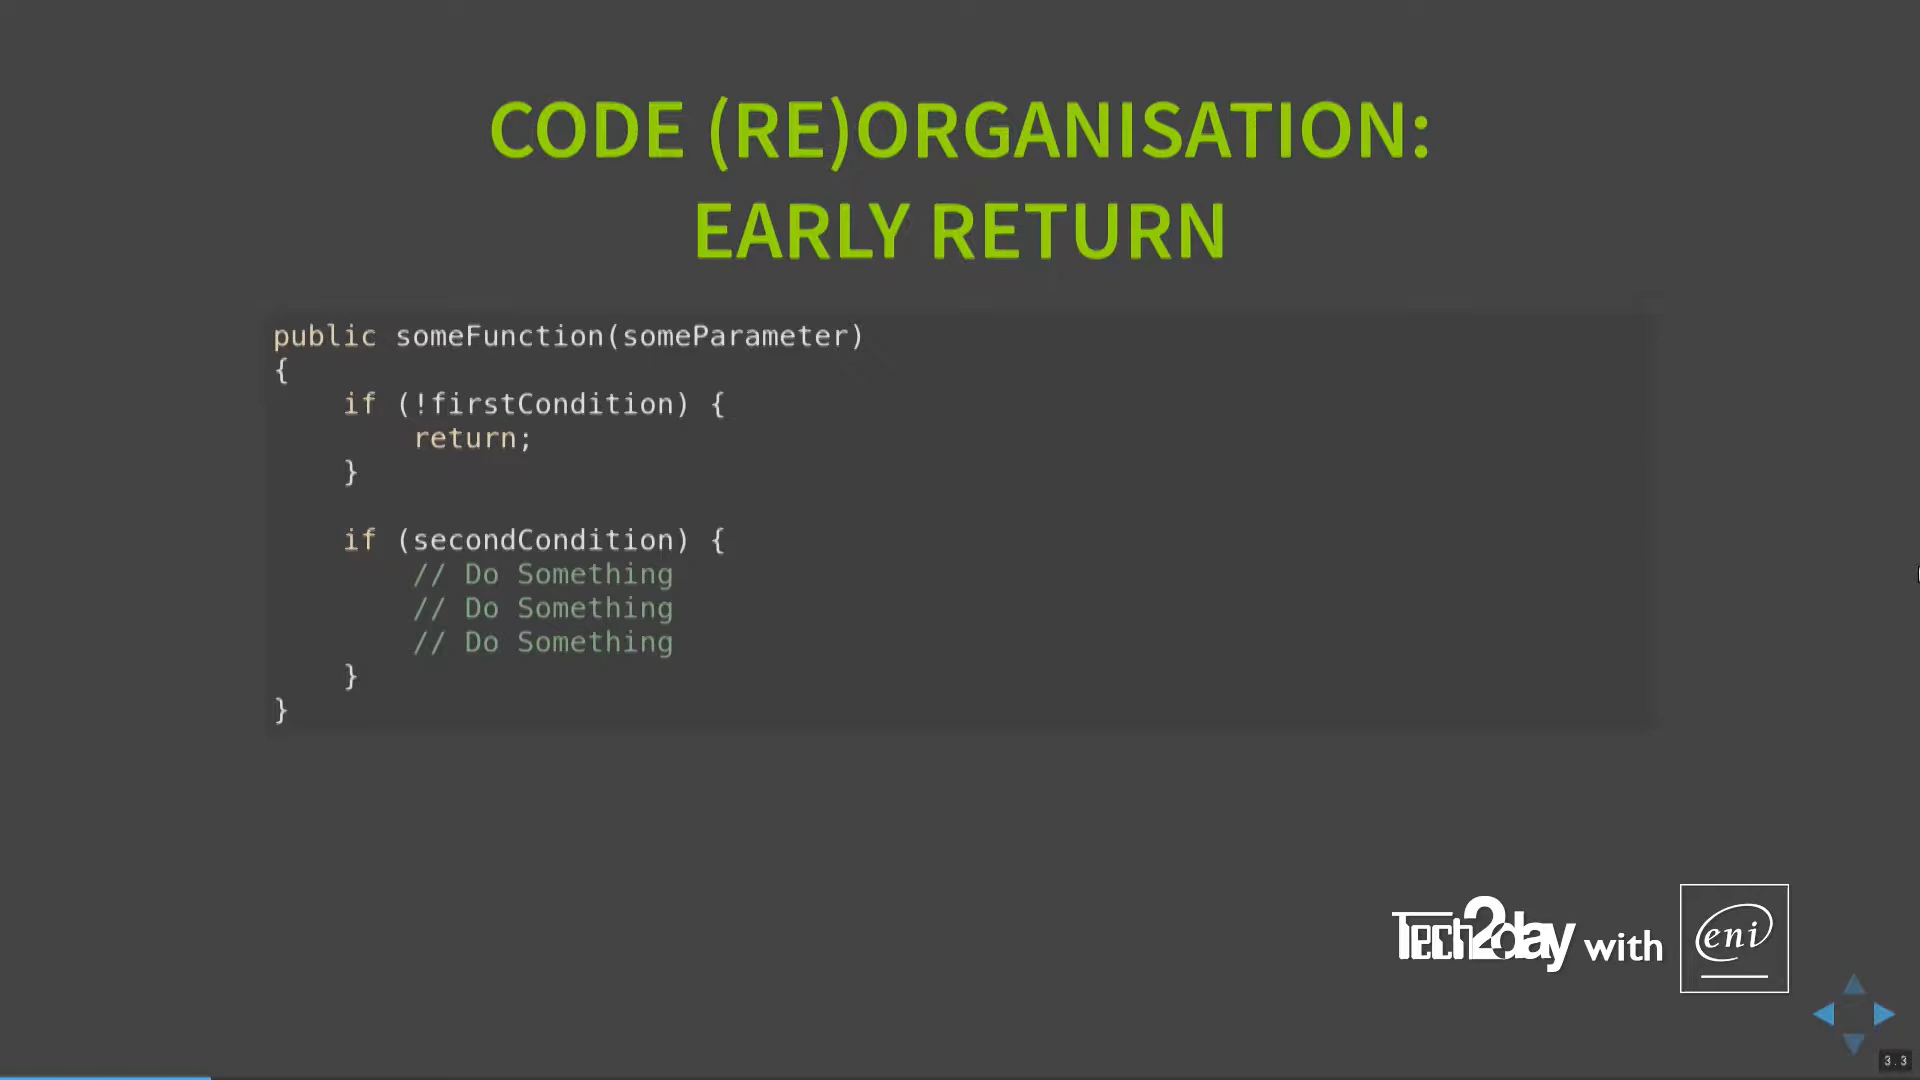 CODE (RE)ORGANISATION:
EARLY RETURN
public someFunction(someParameter)
{
    if (!firstCondition) {
        return;
    }

    if (secondCondition) {
        // Do Something
        // Do Something
        // Do Something
    }
}
Tech2day with eni
3.3